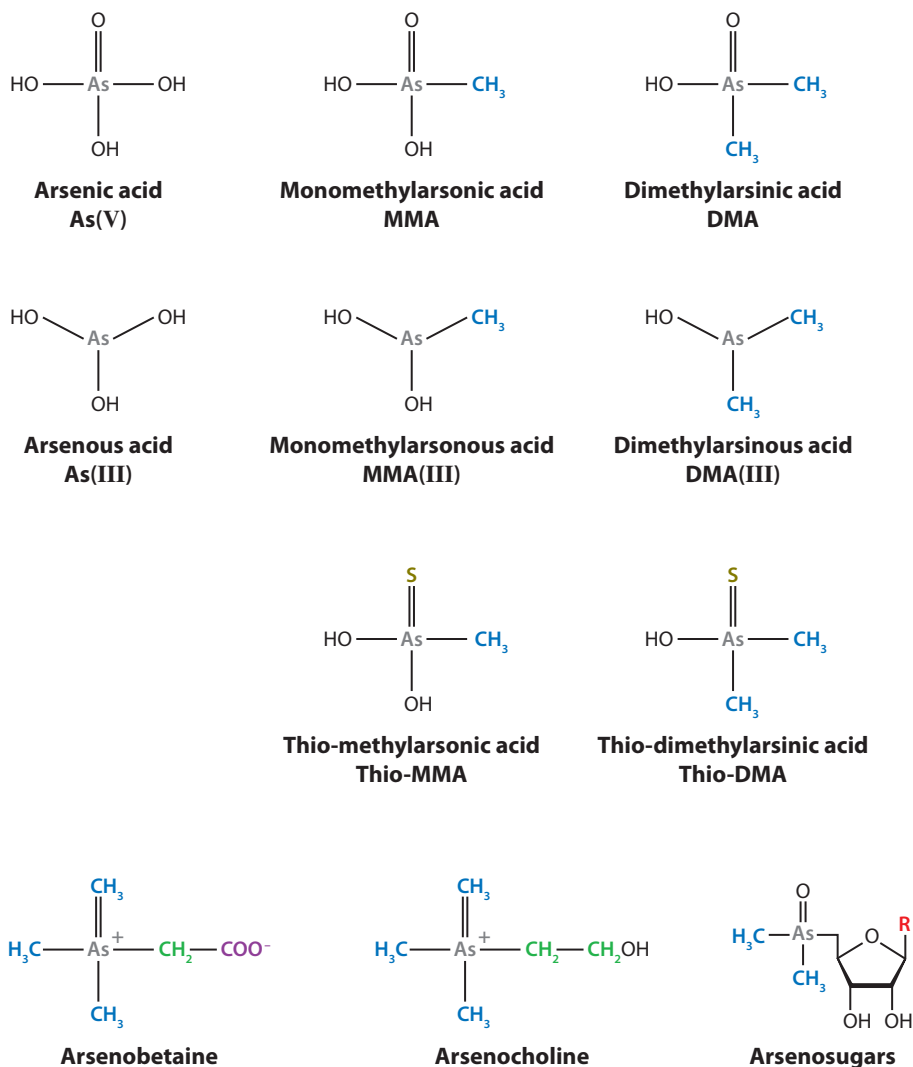 O O O
HO As OH HO As CH₃ HO As CH₃
OH OH CH₃
Arsenic acid Monomethylarsonic acid Dimethylarsinic acid
As(V) MMA DMA
HO OH HO CH₃ HO CH₃
As As As
OH OH CH₃
Arsenous acid Monomethylarsonous acid Dimethylarsinous acid
As(III) MMA(III) DMA(III)
S S
HO As CH₃ HO As CH₃
OH CH₃
Thio-methylarsonic acid Thio-dimethylarsinic acid
Thio-MMA Thio-DMA
CH₃ CH₃ O R
H₃C As + CH₂ COO⁻ H₃C As + CH₂ CH₂OH H₃C As O
CH₃ CH₃ CH₃
OH OH
Arsenobetaine Arsenocholine Arsenosugars